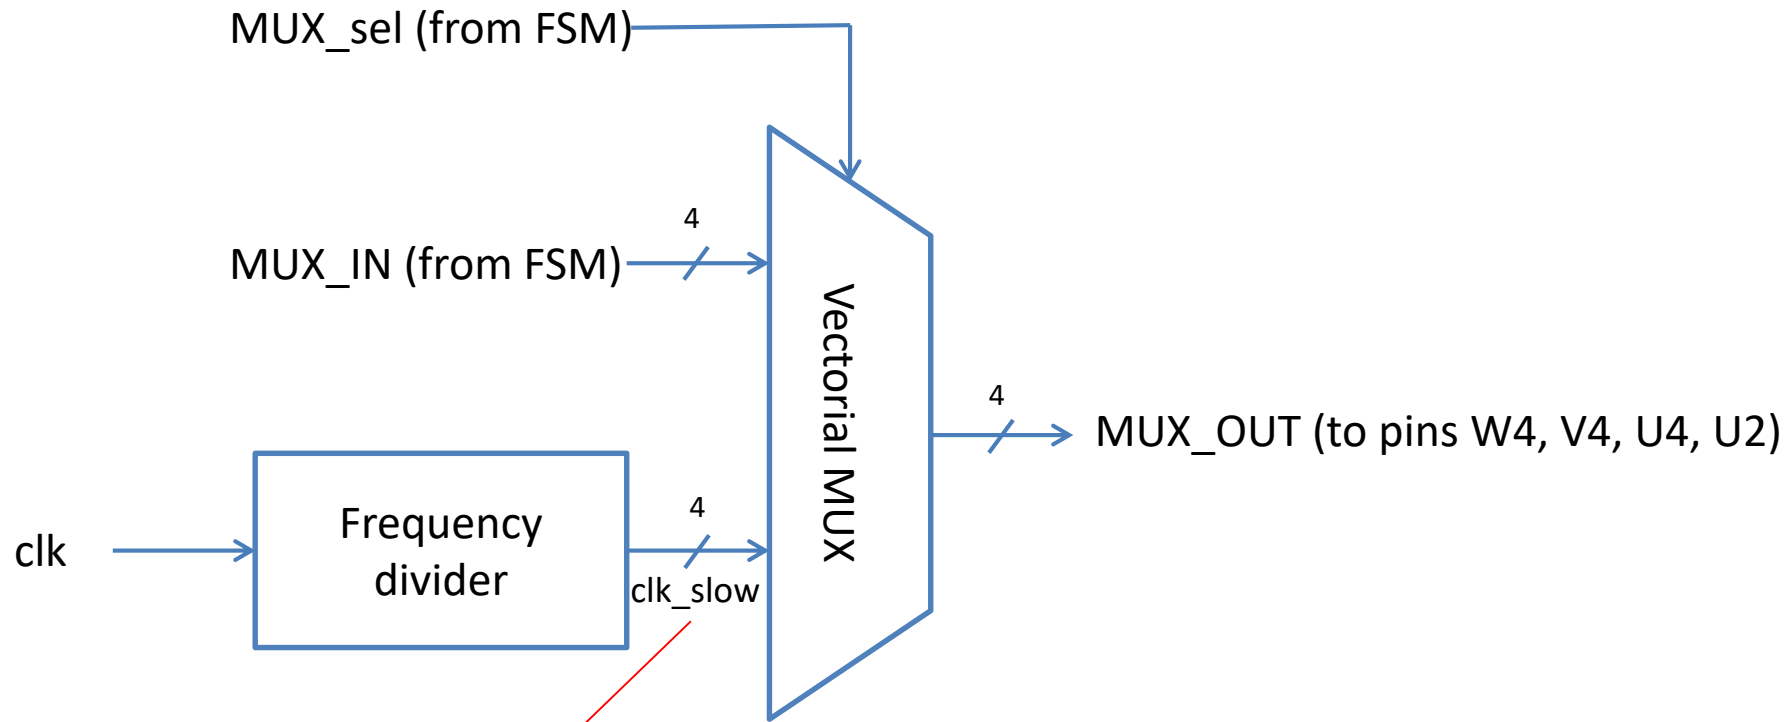 MUX_sel (from FSM)
4
MUX_IN (from FSM)
Vectorial MUX
4
MUX_OUT (to pins W4, V4, U4, U2)
clk
Frequency
divider
4
clk_slow